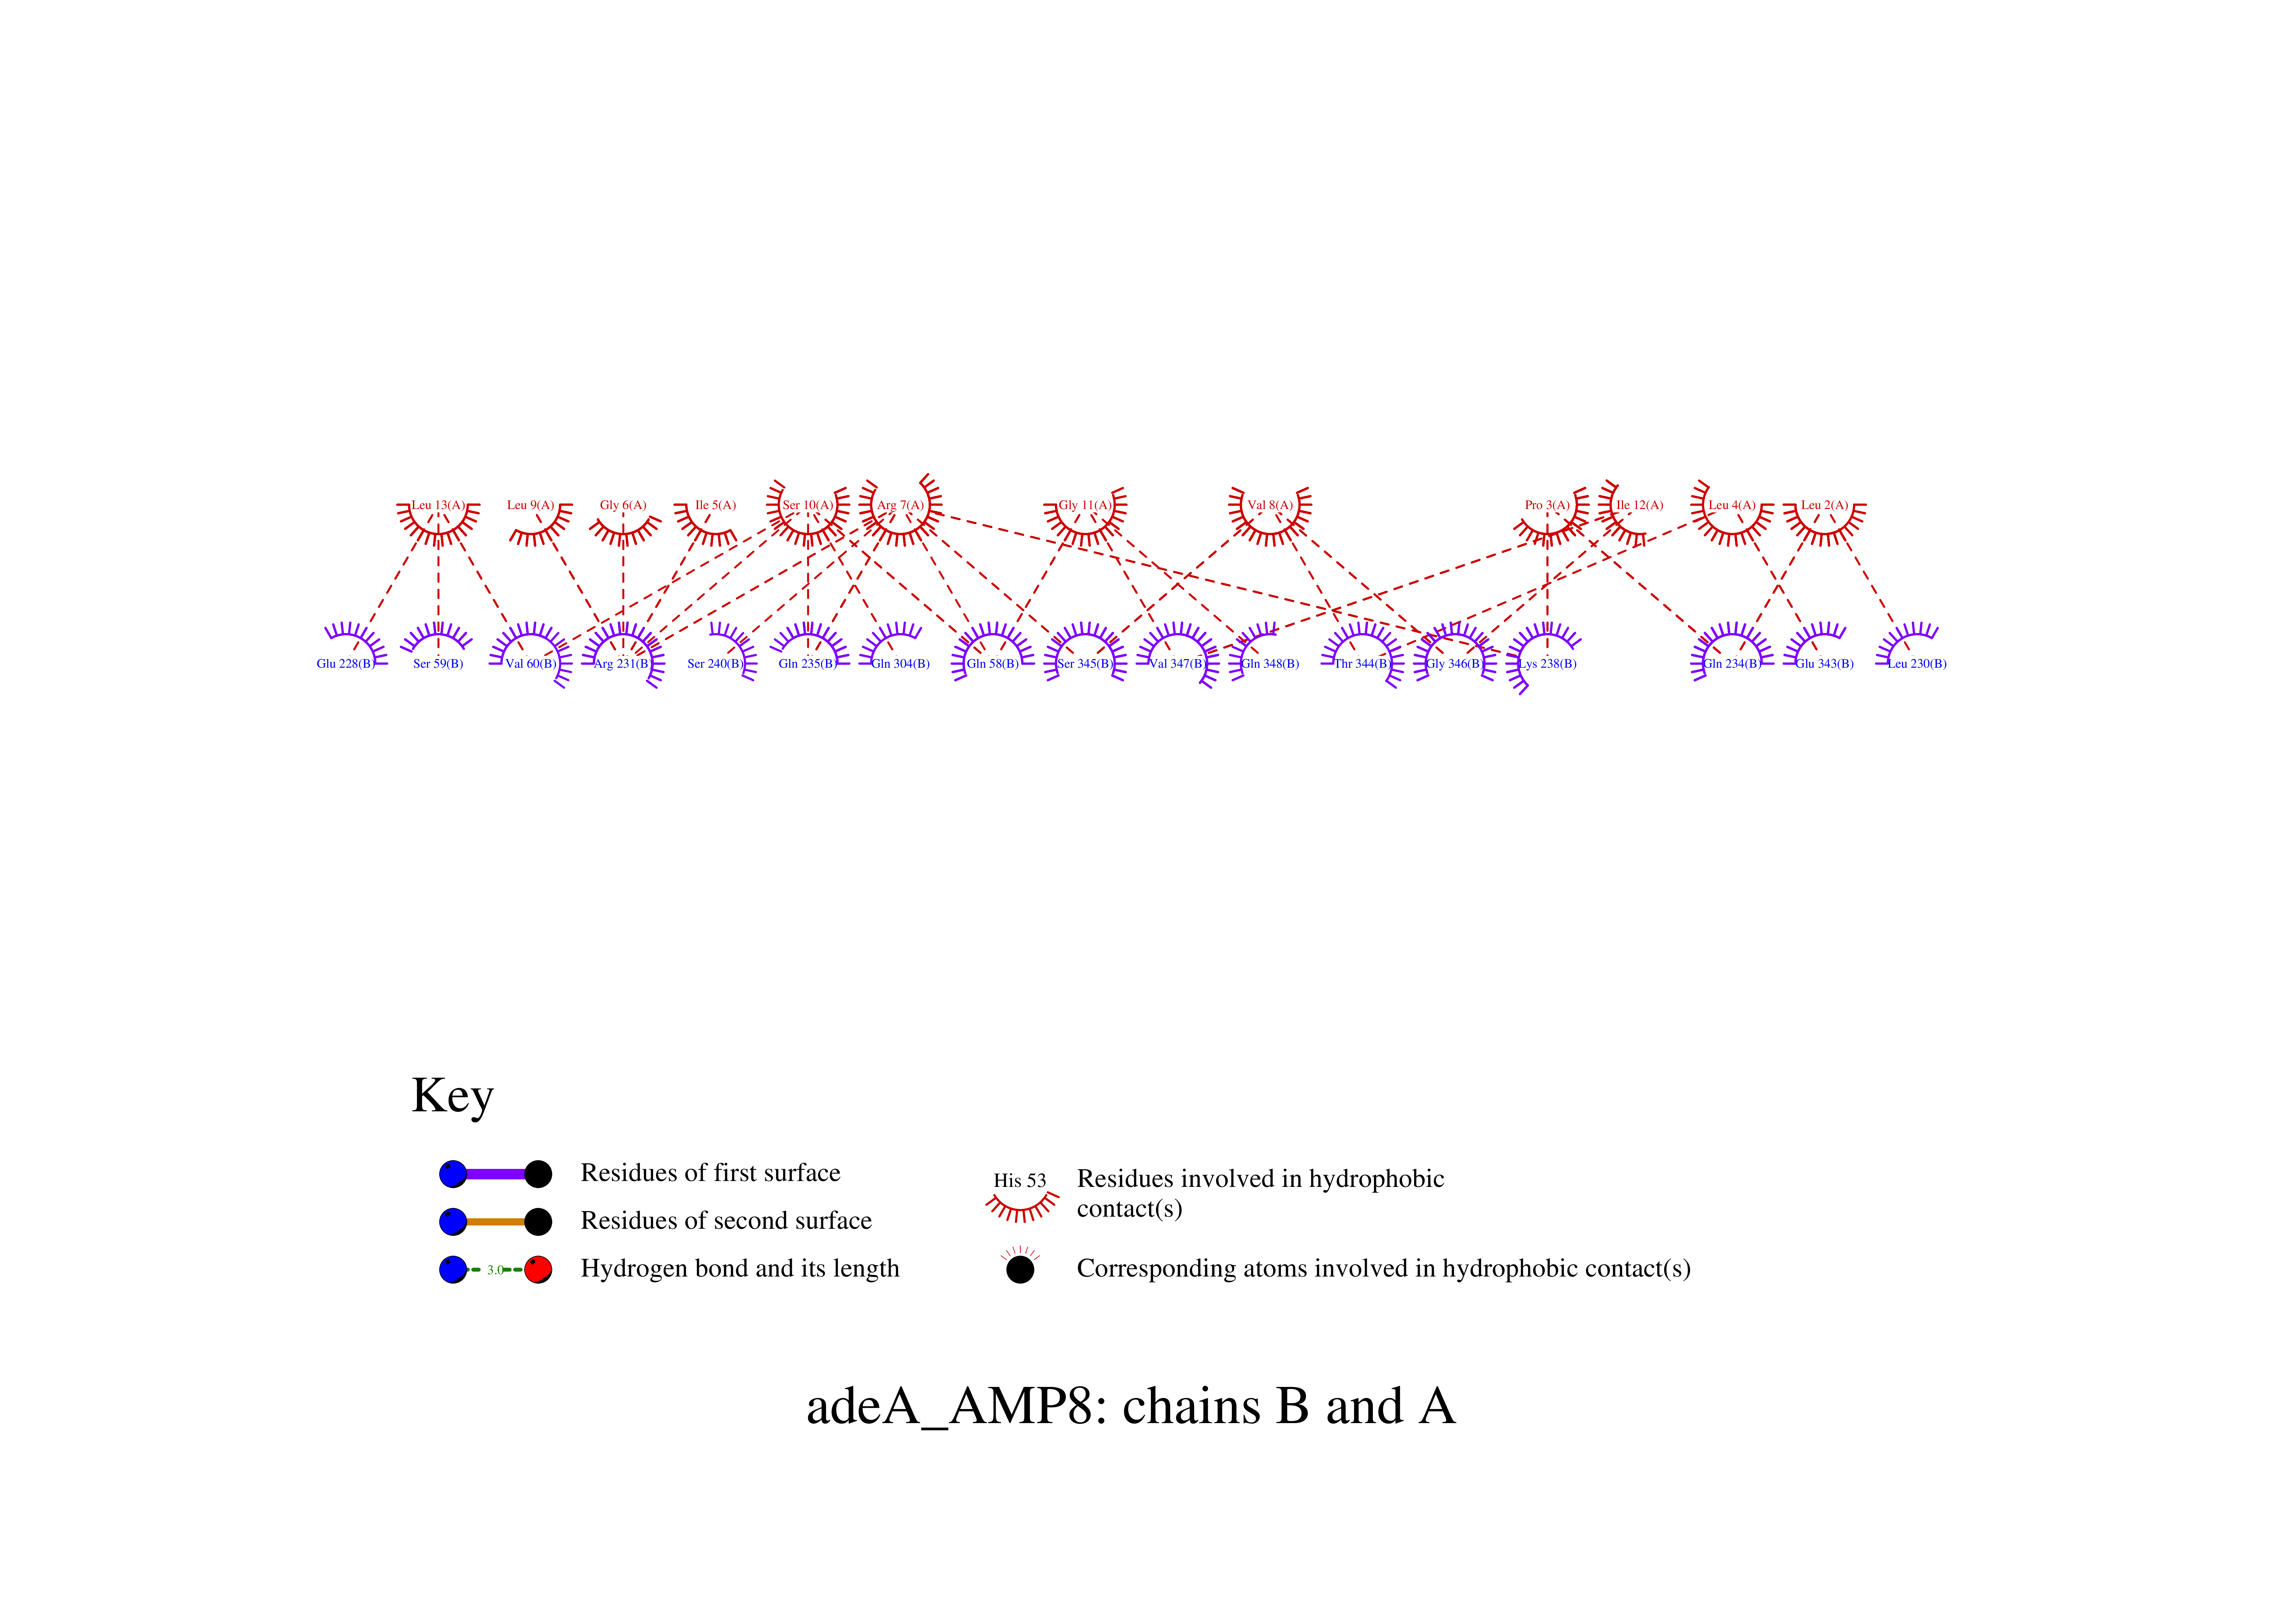 Leu 13(A) Leu 9(A) Gly 6(A) Ile 5(A) Ser 10(A) Arg 7(A) Gly 11(A) Val 8(A) Pro 3(A) Ile 12(A) Leu 4(A) Leu 2(A)
Glu 228(B) Ser 59(B) Val 60(B) Arg 231(B) Ser 240(B) Gln 235(B) Gln 304(B) Gln 58(B) Ser 345(B) Val 347(B) Gln 348(B) Thr 344(B) Gly 346(B) Lys 238(B) Gln 234(B) Glu 343(B) Leu 230(B)
Key
Residues of first surface
Residues of second surface
3.0 Hydrogen bond and its length
His 53 Residues involved in hydrophobic
contact(s)
Corresponding atoms involved in hydrophobic contact(s)
adeA_AMP8: chains B and A